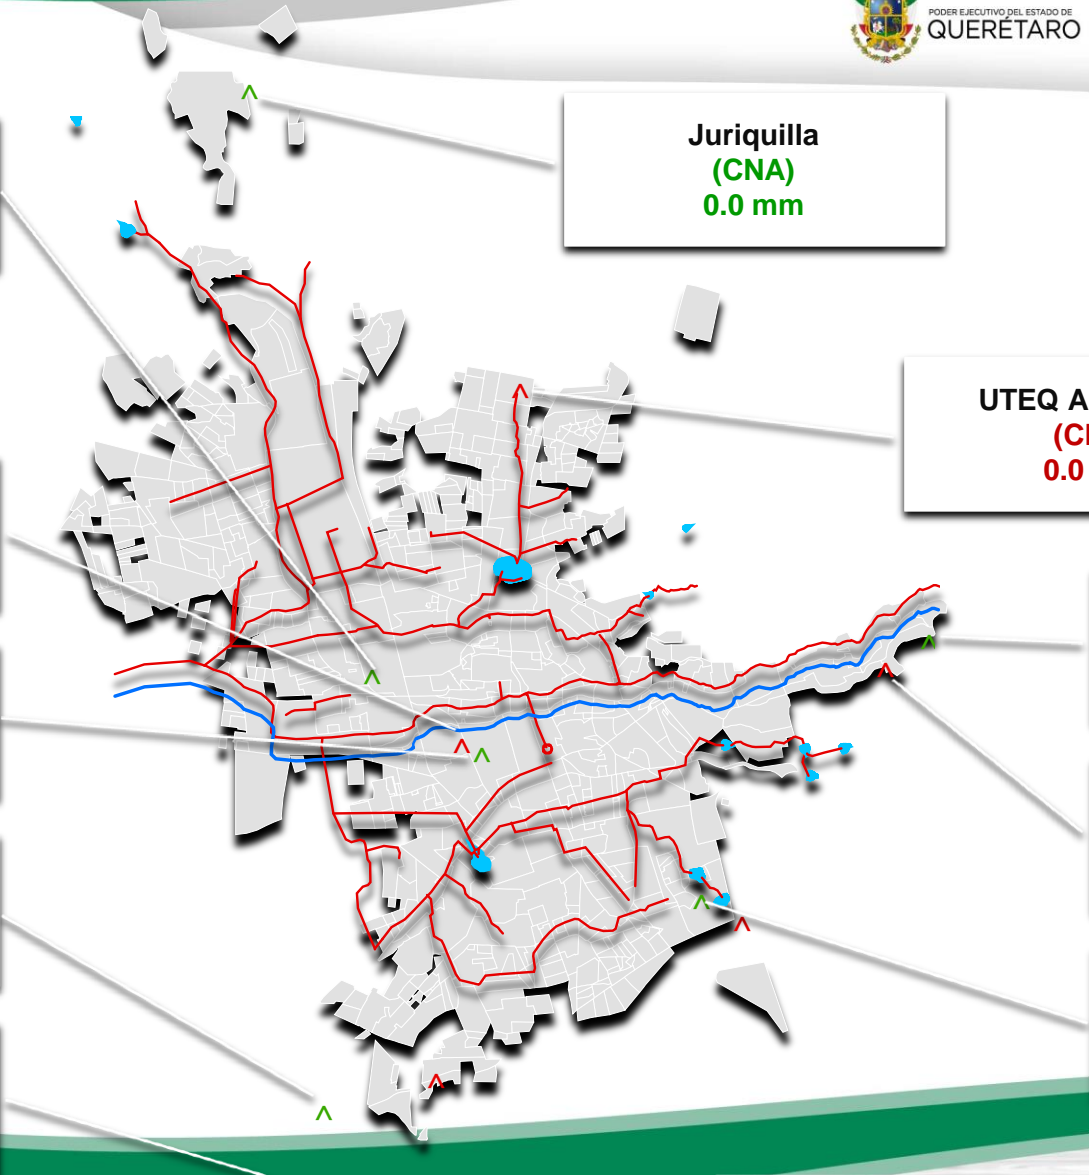 PODER EJECUTIVO DEL ESTADO DE
QUERÉTARO
Juriquilla
(CNA)
0.0 mm
UTEQ A
0.0